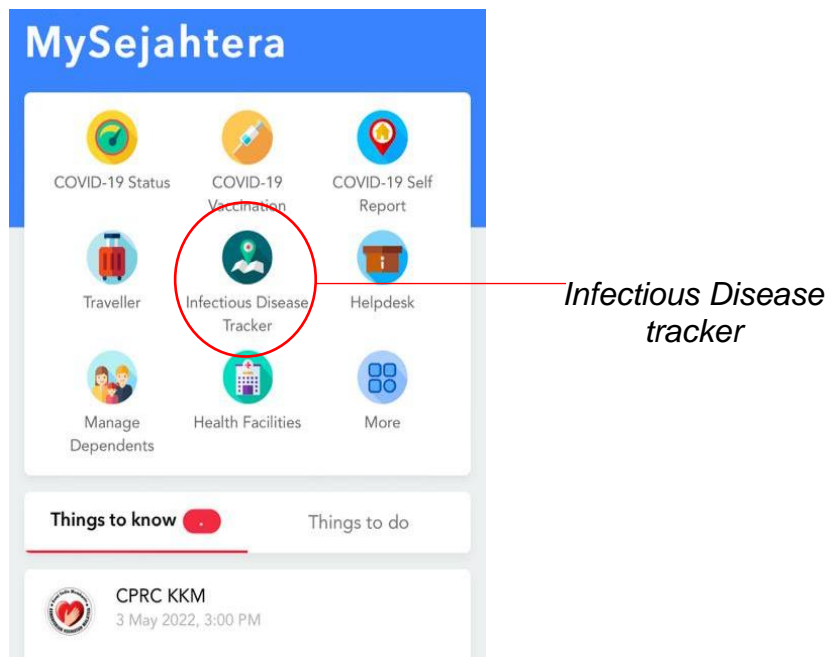 MySejahtera
COVID-19 Status
COVID-19
Vaccination
COVID-19 Self
Report
Traveller
Infectious Disease
Tracker
Helpdesk
Infectious Disease
tracker
Manage
Dependents
Health Facilities
More
Things to know .
Things to do
CPRC KKM
3 May 2022, 3:00 PM